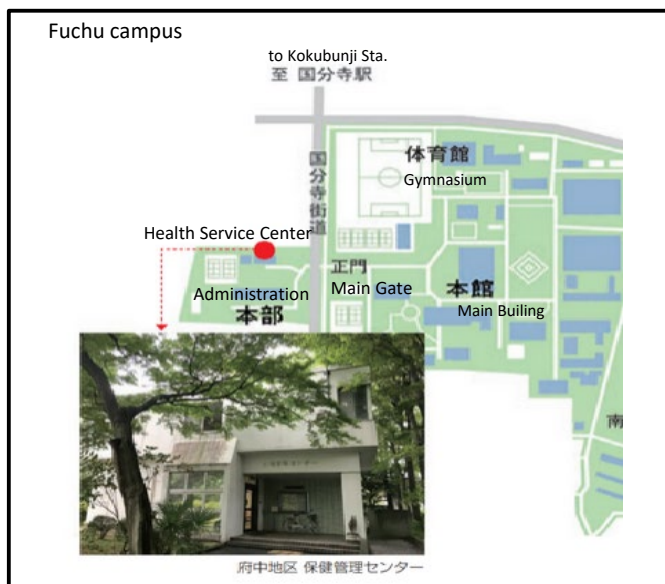 Fuchu campus
to Kokubunji Sta.
至 国分寺駅
国分寺街道
体育館
Gymnasium
Health Service Center
正門
Main Gate
Administration
本部
本館
Main Builing
南
府中地区 保健管理センター